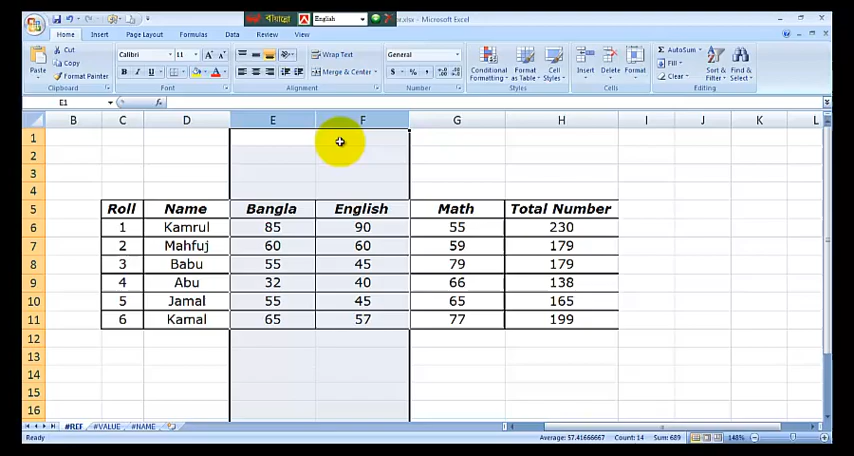 বায়ান্নো English or.xlsx - Microsoft Excel
Home Insert Page Layout Formulas Data Review View
Paste Cut Copy Format Painter Clipboard
Calibri 11 A A B I U A Font
Wrap Text Merge & Center Alignment
General $ % , Number
Conditional Formatting Format as Table Cell Styles Styles
Insert Delete Format Cells
Σ AutoSum Fill Clear Sort & Filter Find & Select Editing
E1 fx
B C D E F G H I J K L
1
2
3
4
5 Roll Name Bangla English Math Total Number
6 1 Kamrul 85 90 55 230
7 2 Mahfuj 60 60 59 179
8 3 Babu 55 45 79 179
9 4 Abu 32 40 66 138
10 5 Jamal 55 45 65 165
11 6 Kamal 65 57 77 199
12
13
14
15
16
#REF #VALUE #NAME
Ready Average: 57.41666667 Count: 14 Sum: 689 148%